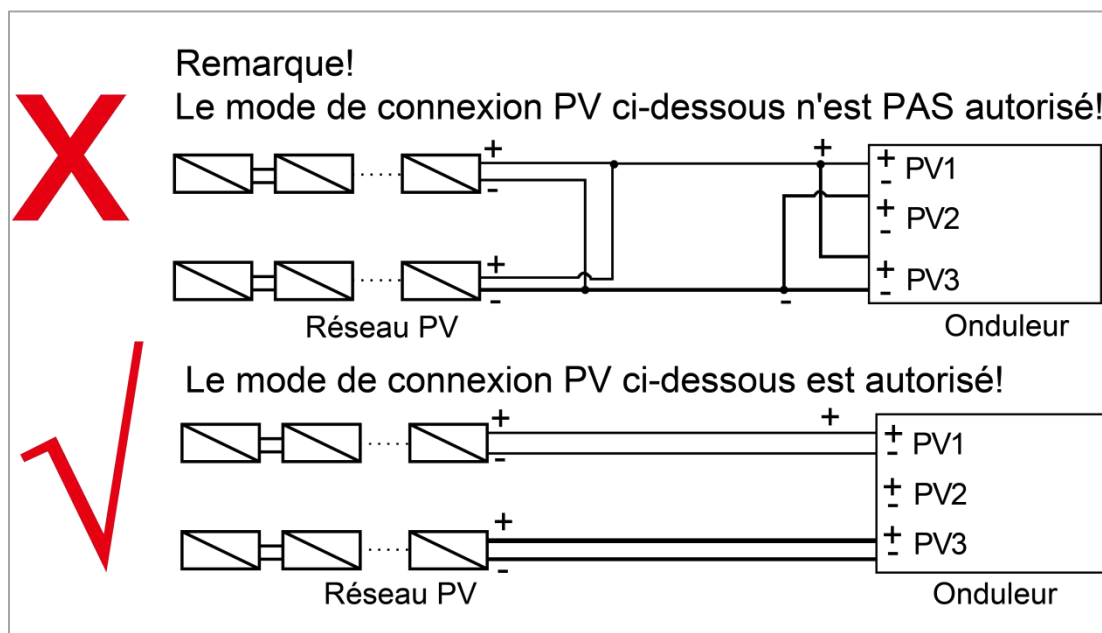 Remarque!
Le mode de connexion PV ci-dessous n'est PAS autorisé!
+ + + PV1
- -
+ PV2
-
+ + PV3
- - -
Réseau PV Onduleur
Le mode de connexion PV ci-dessous est autorisé!
+ + + PV1
- -
+ PV2
-
+ + PV3
- -
Réseau PV Onduleur